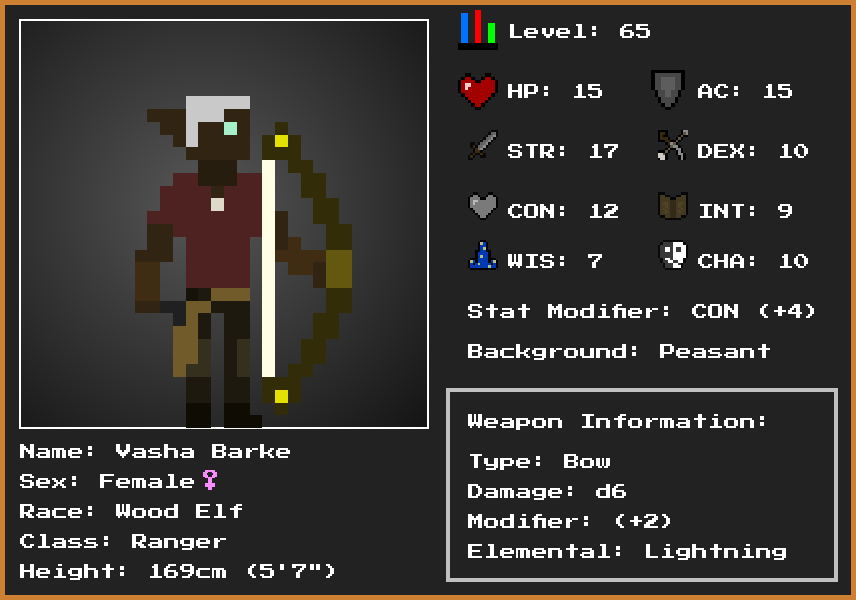 Level: 65
HP: 15 AC: 15
STR: 17 DEX: 10
CON: 12 INT: 9
WIS: 7 CHA: 10
Stat Modifier: CON (+4)
Background: Peasant
Weapon Information:
Type: Bow
Damage: d6
Modifier: (+2)
Elemental: Lightning
Name: Vasha Barke
Sex: Female♀
Race: Wood Elf
Class: Ranger
Height: 169cm (5'7")